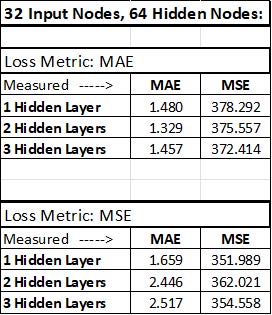 32 Input Nodes, 64 Hidden Nodes:
Loss Metric: MAE
Measured -----> MAE MSE
1 Hidden Layer 1.480 378.292
2 Hidden Layers 1.329 375.557
3 Hidden Layers 1.457 372.414
Loss Metric: MSE
Measured -----> MAE MSE
1 Hidden Layer 1.659 351.989
2 Hidden Layers 2.446 362.021
3 Hidden Layers 2.517 354.558